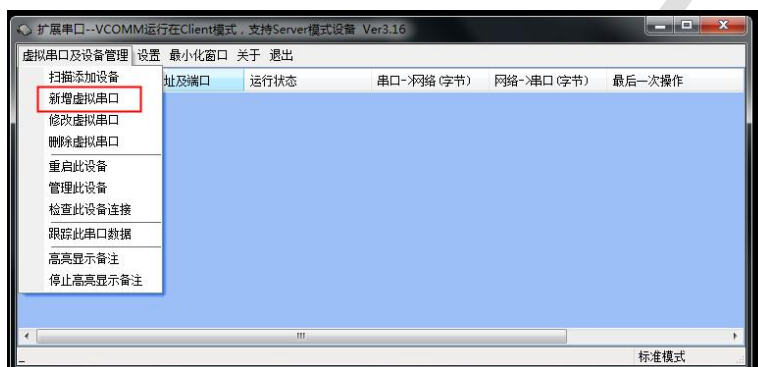 扩展串口--VCOMM运行在Client模式，支持Server模式设备 Ver3.16
虚拟串口及设备管理 设置 最小化窗口 关于 退出
扫描添加设备
址及端口 运行状态 串口->网络(字节) 网络->串口(字节) 最后一次操作
新增虚拟串口
修改虚拟串口
删除虚拟串口
重启此设备
管理此设备
检查此设备连接
跟踪此串口数据
高亮显示备注
停止高亮显示备注
标准模式